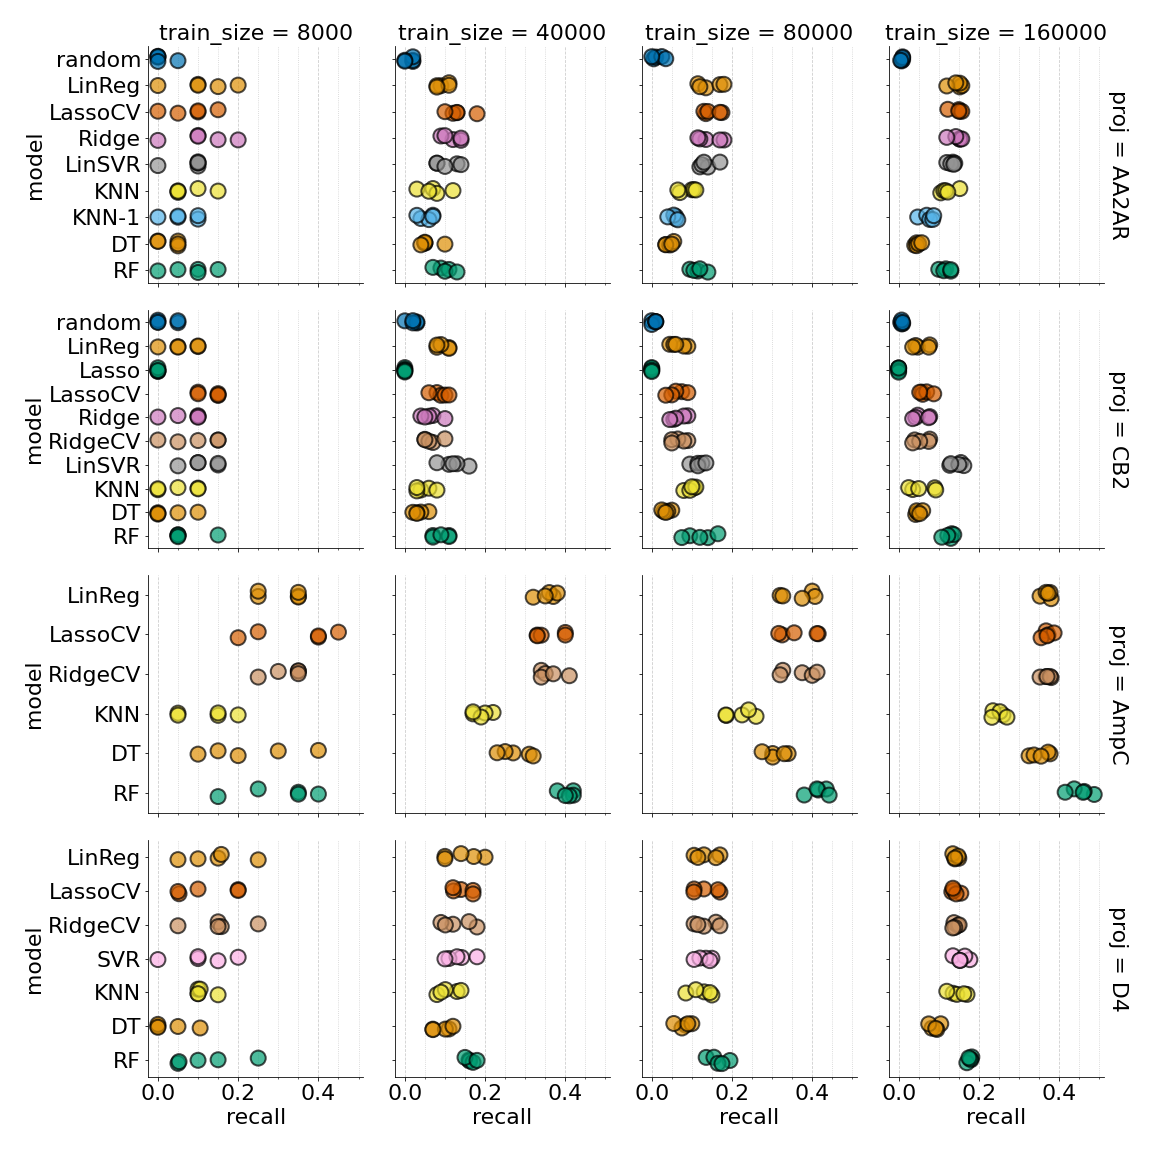 train_size = 8000
train_size = 40000
train_size = 80000
train_size = 160000
random
LinReg
LassoCV
Ridge
LinSVR
KNN
KNN-1
DT
RF
model
proj = AA2AR
random
LinReg
Lasso
LassoCV
Ridge
RidgeCV
LinSVR
KNN
DT
RF
model
proj = CB2
LinReg
LassoCV
RidgeCV
KNN
DT
RF
model
proj = AmpC
LinReg
LassoCV
RidgeCV
SVR
KNN
DT
RF
model
proj = D4
0.0 0.2 0.4
0.0 0.2 0.4
0.0 0.2 0.4
0.0 0.2 0.4
recall
recall
recall
recall